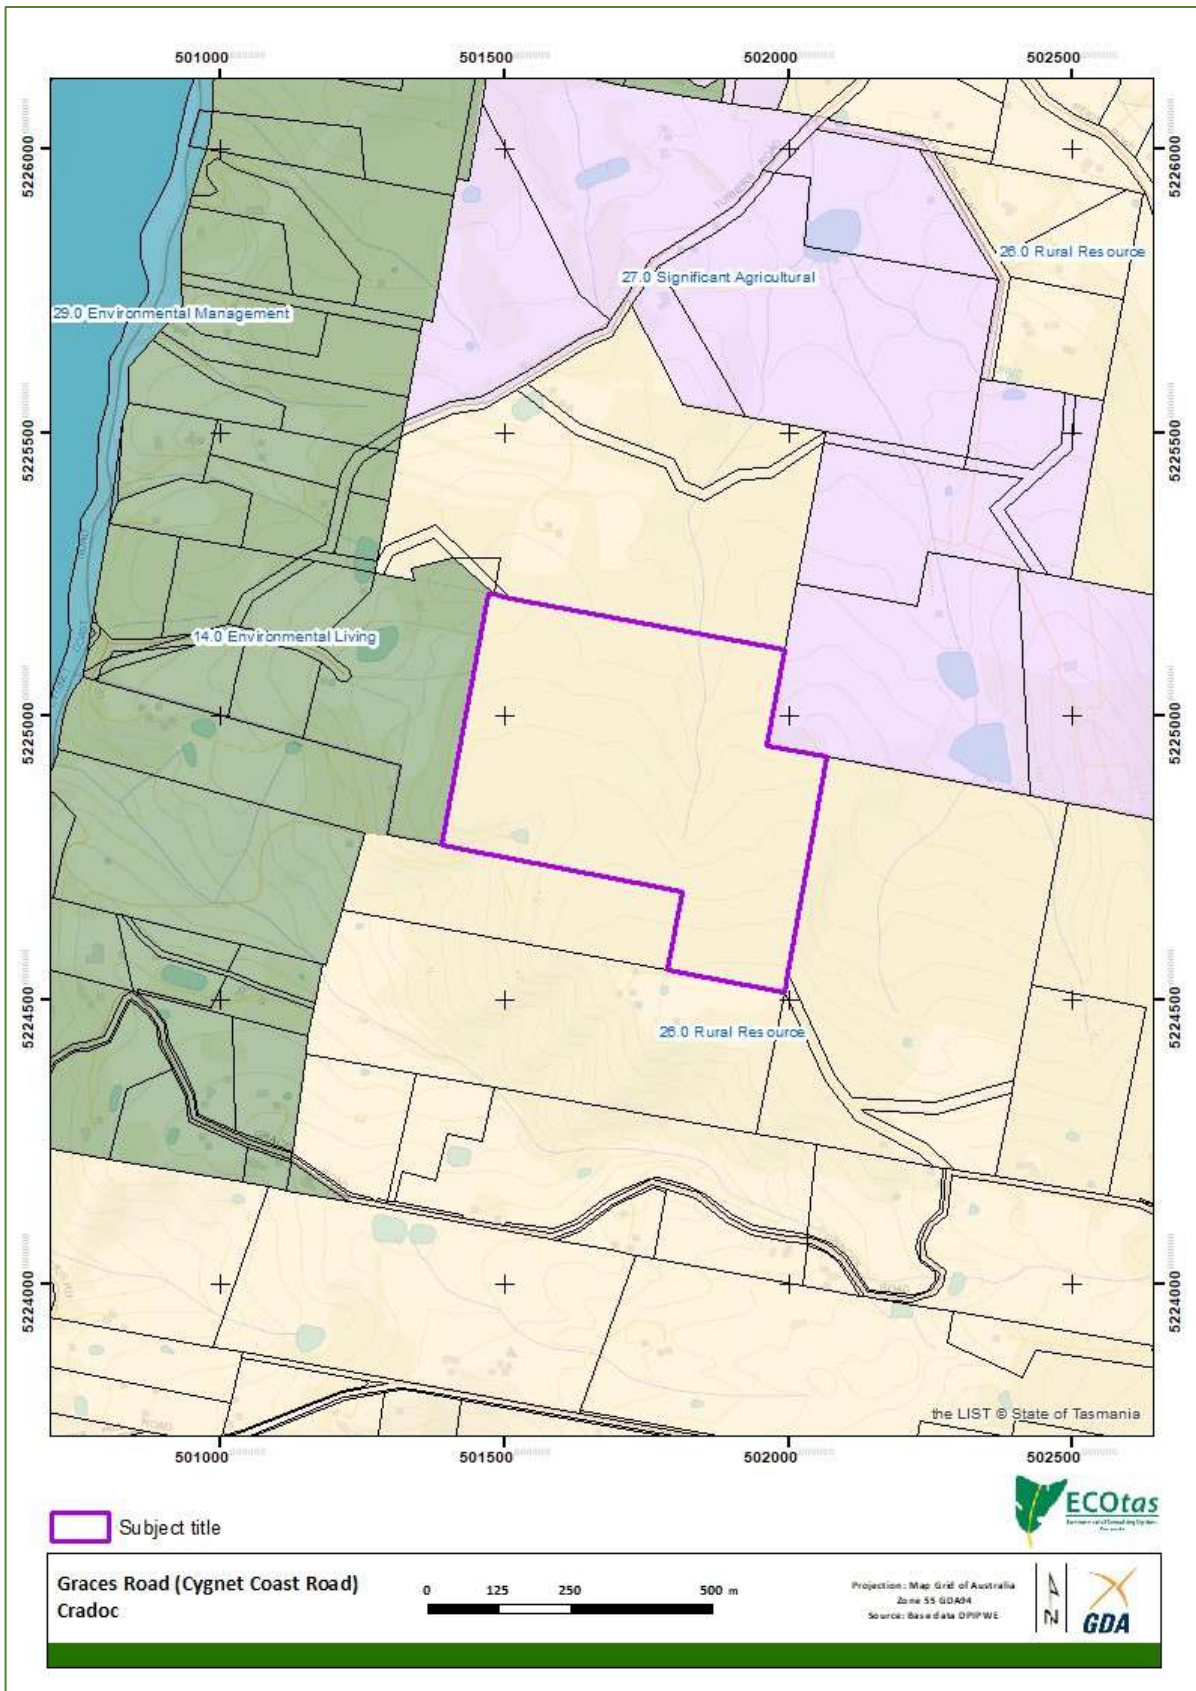 501000 501500 502000 502500
5226000 5226000
26.0 Rural Resource
27.0 Significant Agricultural
29.0 Environmental Management
5225500 5225500
14.0 Environmental Living
5225000 5225000
5224500 5224500
26.0 Rural Resource
5224000 5224000
ROAD
the LIST © State of Tasmania
501000 501500 502000 502500
Subject title
ECOtas
Graces Road (Cygnet Coast Road)
Cradoc
0 125 250 500 m
Projection: Map Grid of Australia
Zone 55 GDA94
Source: Base data DPIPWE
N
GDA